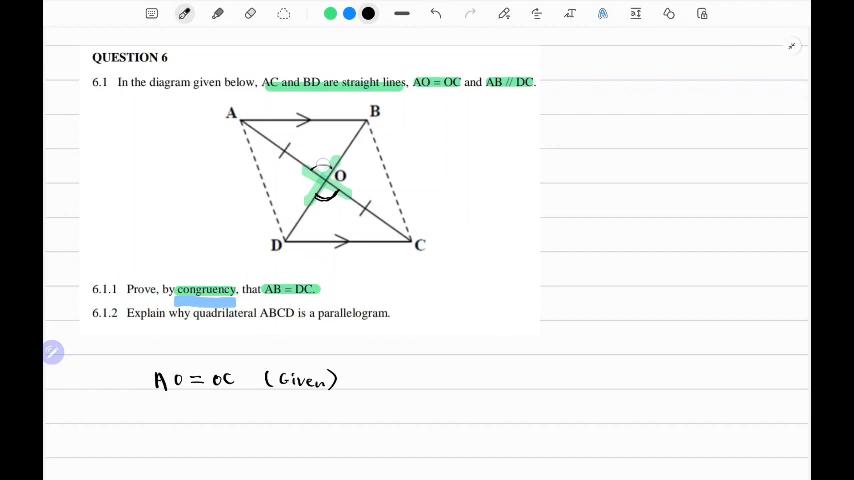 QUESTION 6
6.1 In the diagram given below, AC and BD are straight lines, AO = OC and AB // DC.
A
B
O
D
C
6.1.1 Prove, by congruency, that AB = DC.
6.1.2 Explain why quadrilateral ABCD is a parallelogram.
AO = OC (Given)